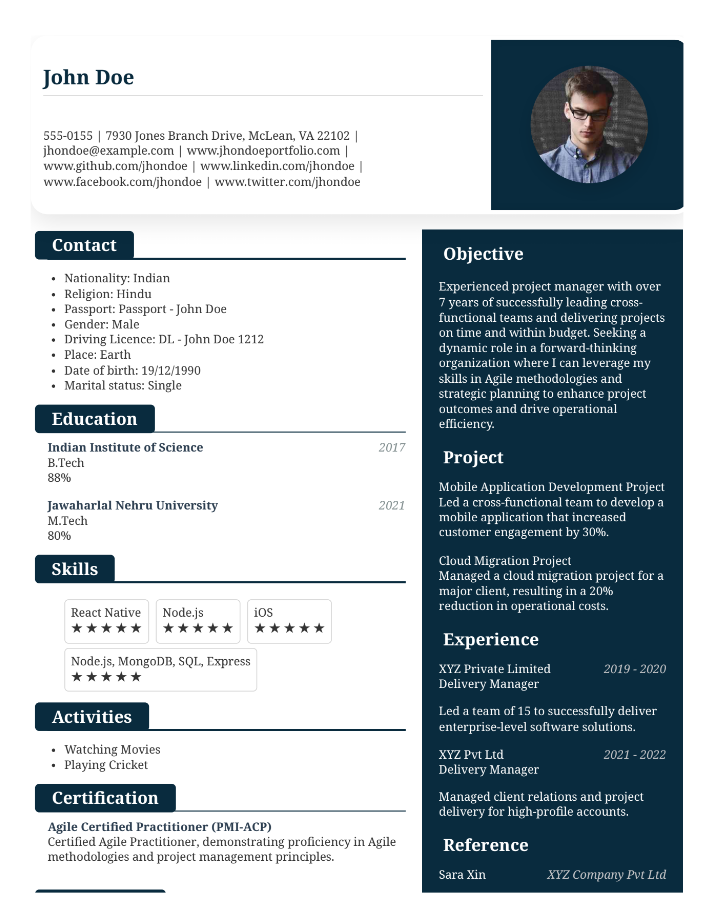 John Doe
555-0155 | 7930 Jones Branch Drive, McLean, VA 22102 |
jhondoe@example.com | www.jhondoeportfolio.com |
www.github.com/jhondoe | www.linkedin.com/jhondoe |
www.facebook.com/jhondoe | www.twitter.com/jhondoe
Contact
• Nationality: Indian
• Religion: Hindu
• Passport: Passport - John Doe
• Gender: Male
• Driving Licence: DL - John Doe 1212
• Place: Earth
• Date of birth: 19/12/1990
• Marital status: Single
Education
Indian Institute of Science 2017
B.Tech
88%
Jawaharlal Nehru University 2021
M.Tech
80%
Skills
React Native Node.js iOS
★★★★★ ★★★★★ ★★★★★
Node.js, MongoDB, SQL, Express
★★★★★
Activities
• Watching Movies
• Playing Cricket
Certification
Agile Certified Practitioner (PMI-ACP)
Certified Agile Practitioner, demonstrating proficiency in Agile
methodologies and project management principles.
Objective
Experienced project manager with over
7 years of successfully leading cross-
functional teams and delivering projects
on time and within budget. Seeking a
dynamic role in a forward-thinking
organization where I can leverage my
skills in Agile methodologies and
strategic planning to enhance project
outcomes and drive operational
efficiency.
Project
Mobile Application Development Project
Led a cross-functional team to develop a
mobile application that increased
customer engagement by 30%.
Cloud Migration Project
Managed a cloud migration project for a
major client, resulting in a 20%
reduction in operational costs.
Experience
XYZ Private Limited 2019 - 2020
Delivery Manager
Led a team of 15 to successfully deliver
enterprise-level software solutions.
XYZ Pvt Ltd 2021 - 2022
Delivery Manager
Managed client relations and project
delivery for high-profile accounts.
Reference
Sara Xin XYZ Company Pvt Ltd